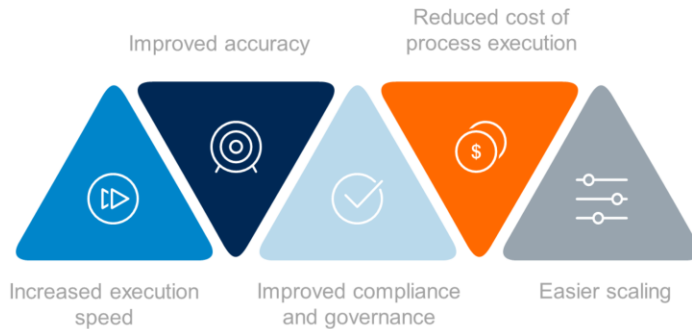 Improved accuracy
Reduced cost of
process execution
$
Increased execution
speed
Improved compliance
and governance
Easier scaling